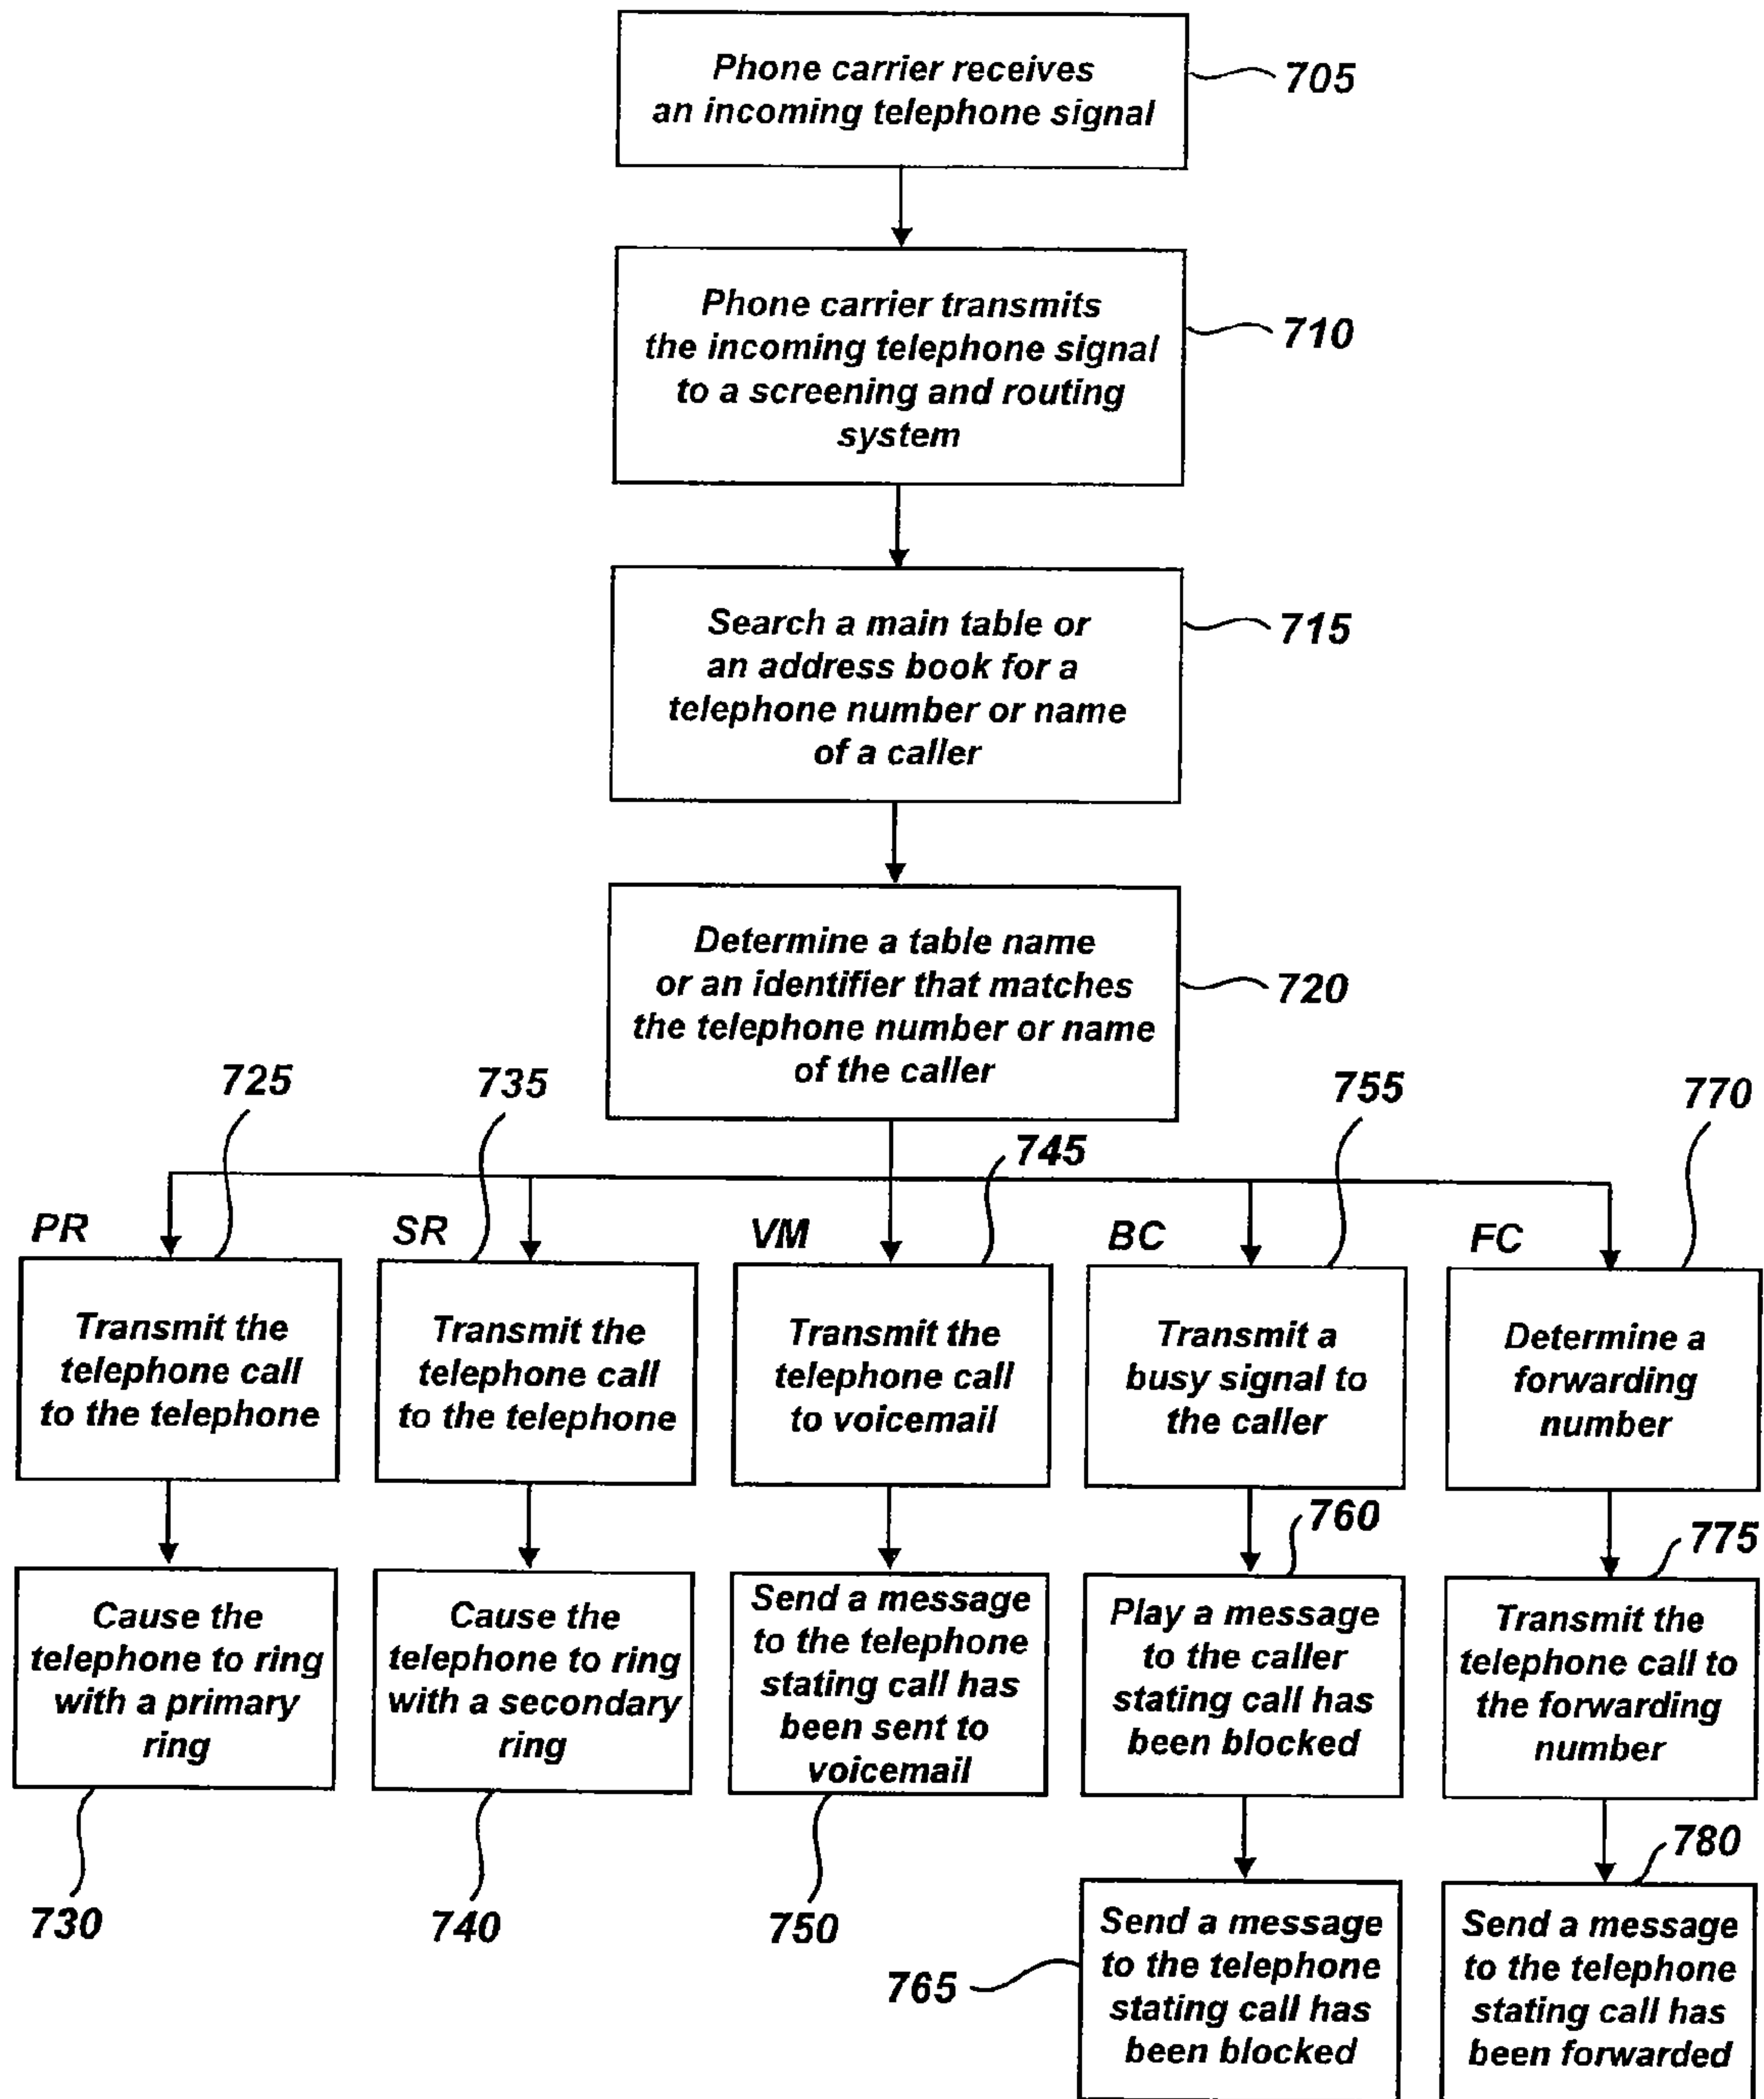 Phone carrier receives
an incoming telephone signal
705
Phone carrier transmits
the incoming telephone signal
to a screening and routing
system
710
Search a main table or
an address book for a
telephone number or name
of a caller
715
Determine a table name
or an identifier that matches
the telephone number or name
of the caller
720
725
735
745
755
770
PR
Transmit the
telephone call
to the telephone
SR
Transmit the
telephone call
to the telephone
VM
Transmit the
telephone call
to voicemail
BC
Transmit a
busy signal to
the caller
FC
Determine a
forwarding
number
760
775
Cause the
telephone to ring
with a primary
ring
Cause the
telephone to ring
with a secondary
ring
Send a message
to the telephone
stating call has
been sent to
voicemail
Play a message
to the caller
stating call has
been blocked
Transmit the
telephone call to
the forwarding
number
730
740
750
780
765
Send a message
to the telephone
stating call has
been blocked
Send a message
to the telephone
stating call has
been forwarded